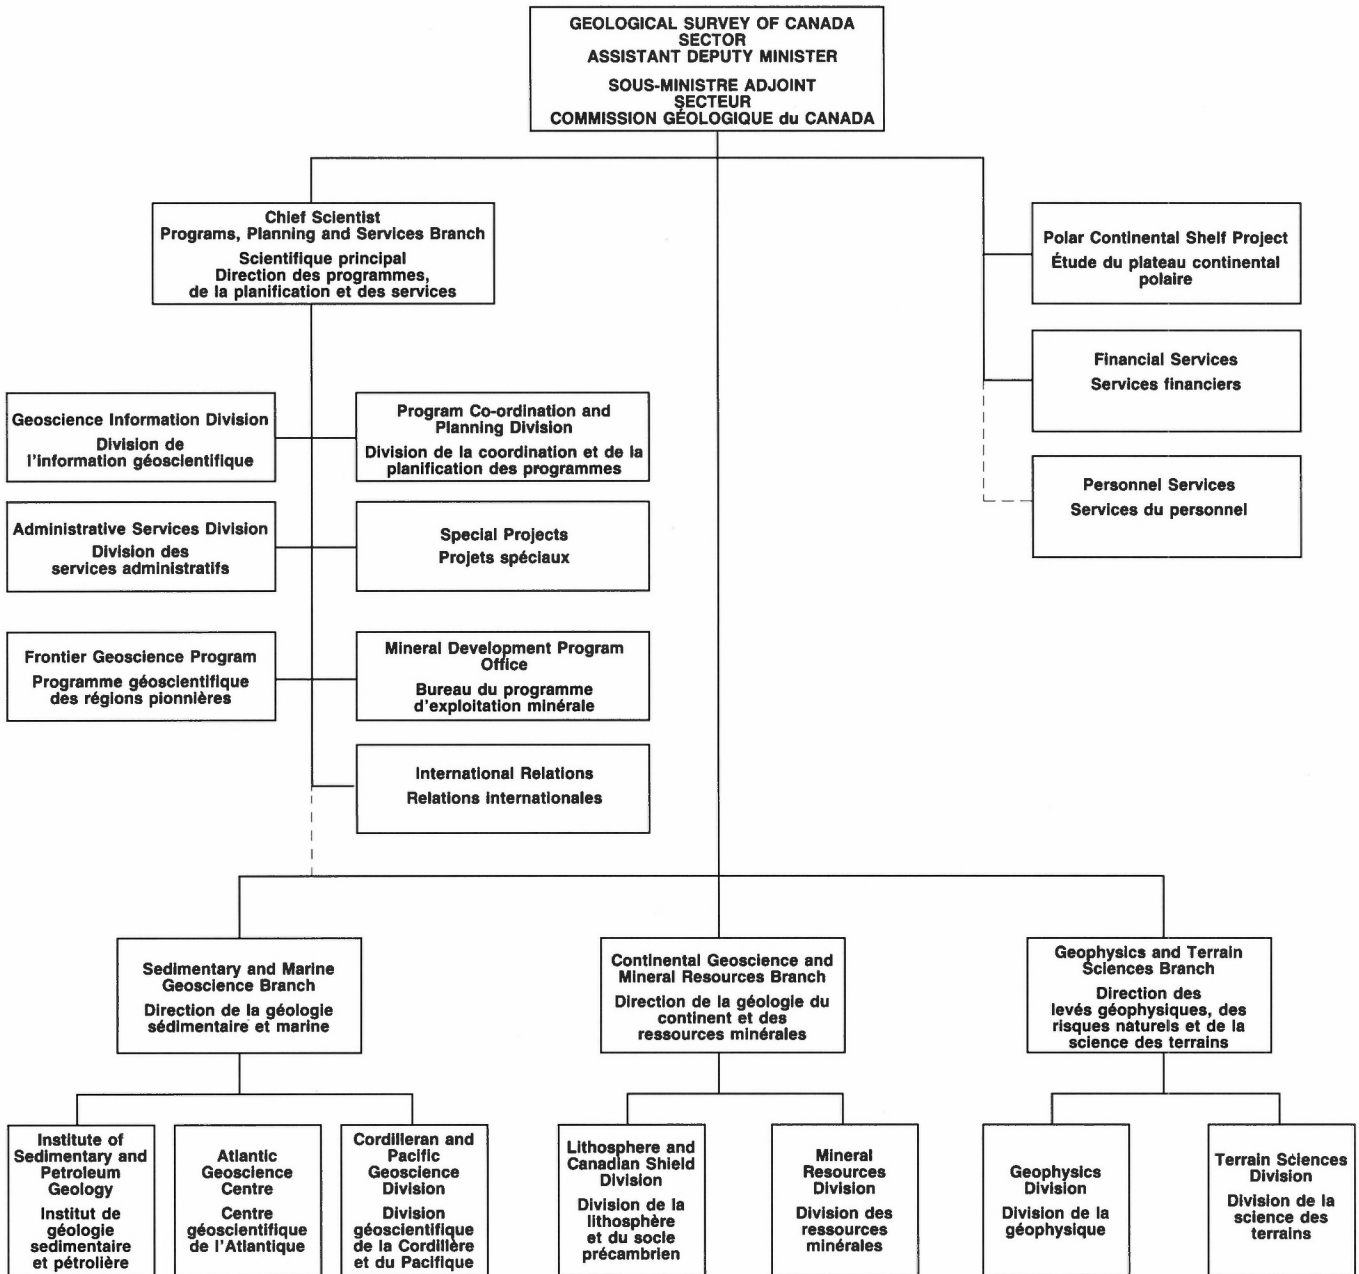 GEOLOGICAL SURVEY OF CANADA
SECTOR
ASSISTANT DEPUTY MINISTER
SOUS-MINISTRE ADJOINT
SECTEUR
COMMISSION GÉOLOGIQUE du CANADA
Chief Scientist
Programs, Planning and Services Branch
Scientifique principal
Direction des programmes,
de la planification et des services
Polar Continental Shelf Project
Étude du plateau continental
polaire
Financial Services
Services financiers
Personnel Services
Services du personnel
Geoscience Information Division
Division de
l'information géoscientifique
Program Co-ordination and
Planning Division
Division de la coordination et de la
planification des programmes
Administrative Services Division
Division des
services administratifs
Special Projects
Projets spéciaux
Frontier Geoscience Program
Programme géoscientifique
des régions pionnières
Mineral Development Program
Office
Bureau du programme
d'exploitation minérale
International Relations
Relations internationales
Sedimentary and Marine
Geoscience Branch
Direction de la géologie
sédimentaire et marine
Continental Geoscience and
Mineral Resources Branch
Direction de la géologie du
continent et des
ressources minérales
Geophysics and Terrain
Sciences Branch
Direction des
levés géophysiques, des
risques naturels et de la
science des terrains
Institute of
Sedimentary and
Petroleum
Geology
Institut de
géologie
sedimentaire
et pétrolière
Atlantic
Geoscience
Centre
Centre
géoscientifique
de l'Atlantique
Cordilleran and
Pacific
Geoscience
Division
Division
géoscientifique
de la Cordillère
et du Pacifique
Lithosphere and
Canadian Shield
Division
Division de la
lithosphère
et du socle
précambrien
Mineral
Resources
Division
Division des
ressources
minérales
Geophysics
Division
Division de la
géophysique
Terrain Sciences
Division
Division de la
science des
terrains